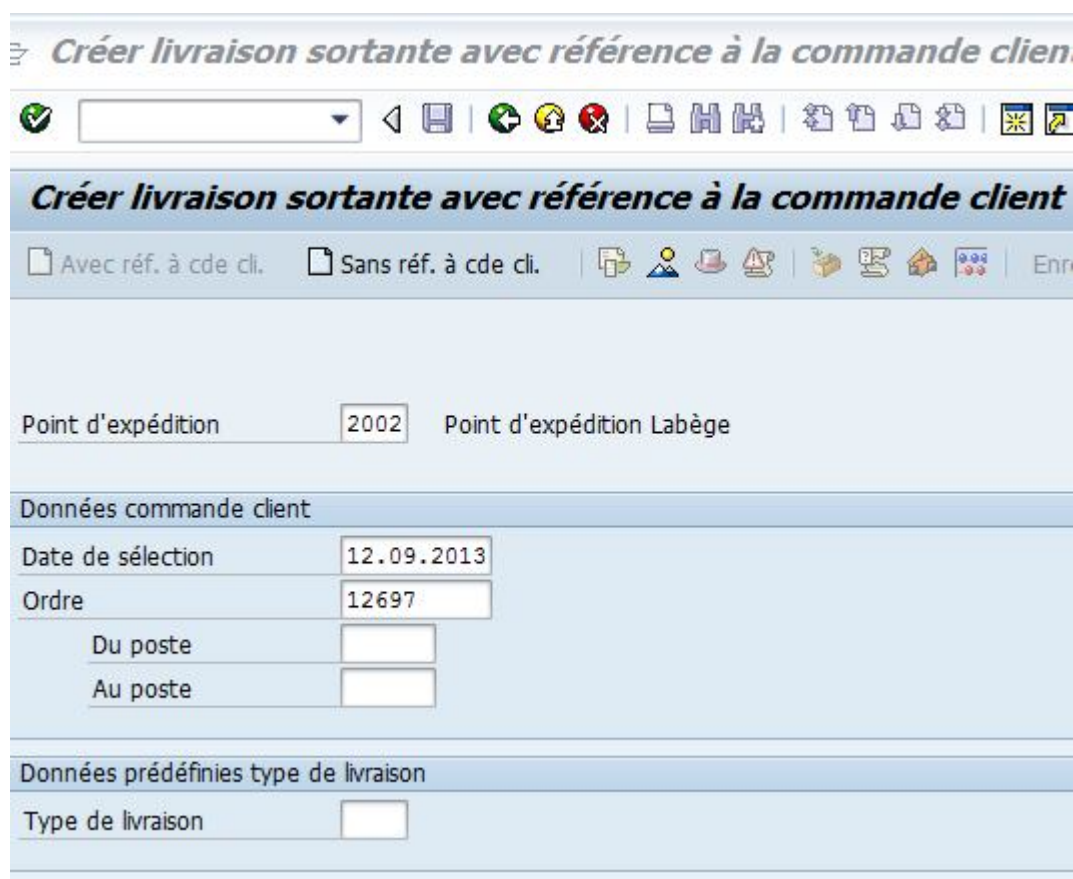 Créer livraison sortante avec référence à la commande clien
Créer livraison sortante avec référence à la commande client
Avec réf. à cde cli. Sans réf. à cde cli. Enr
Point d'expédition 2002 Point d'expédition Labège
Données commande client
Date de sélection 12.09.2013
Ordre 12697
Du poste
Au poste
Données prédéfinies type de livraison
Type de livraison